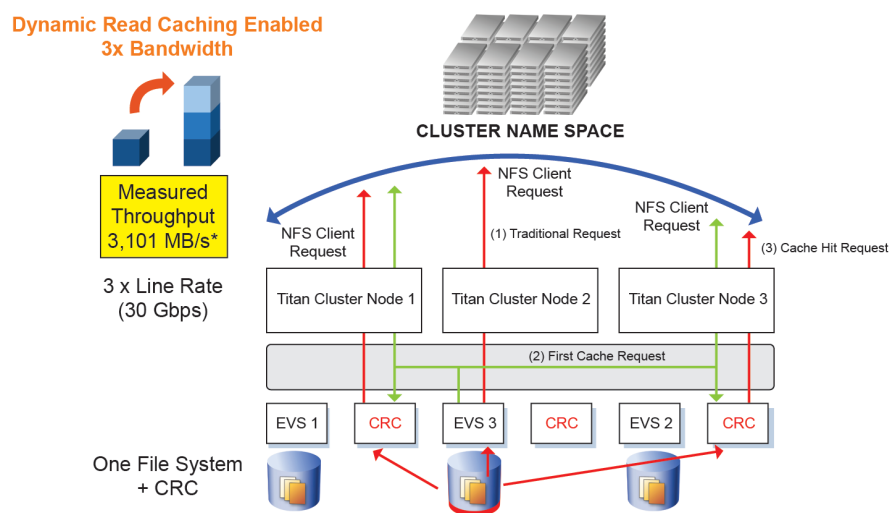 Dynamic Read Caching Enabled
3x Bandwidth
CLUSTER NAME SPACE
Measured
Throughput
3,101 MB/s*
3 x Line Rate
(30 Gbps)
NFS Client
Request
NFS Client
Request
(1) Traditional Request
NFS Client
Request
(3) Cache Hit Request
Titan Cluster Node 1
Titan Cluster Node 2
Titan Cluster Node 3
(2) First Cache Request
EVS 1
CRC
EVS 3
CRC
EVS 2
CRC
One File System
+ CRC